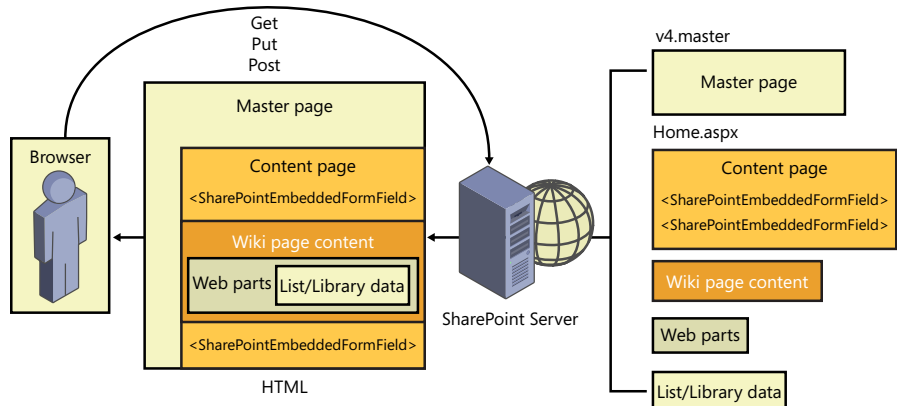 Get
Put
Post
Browser
Master page
Content page
<SharePointEmbeddedFormField>
Wiki page content
Web parts
List/Library data
<SharePointEmbeddedFormField>
HTML
SharePoint Server
v4.master
Master page
Home.aspx
Content page
<SharePointEmbeddedFormField>
<SharePointEmbeddedFormField>
Wiki page content
Web parts
List/Library data